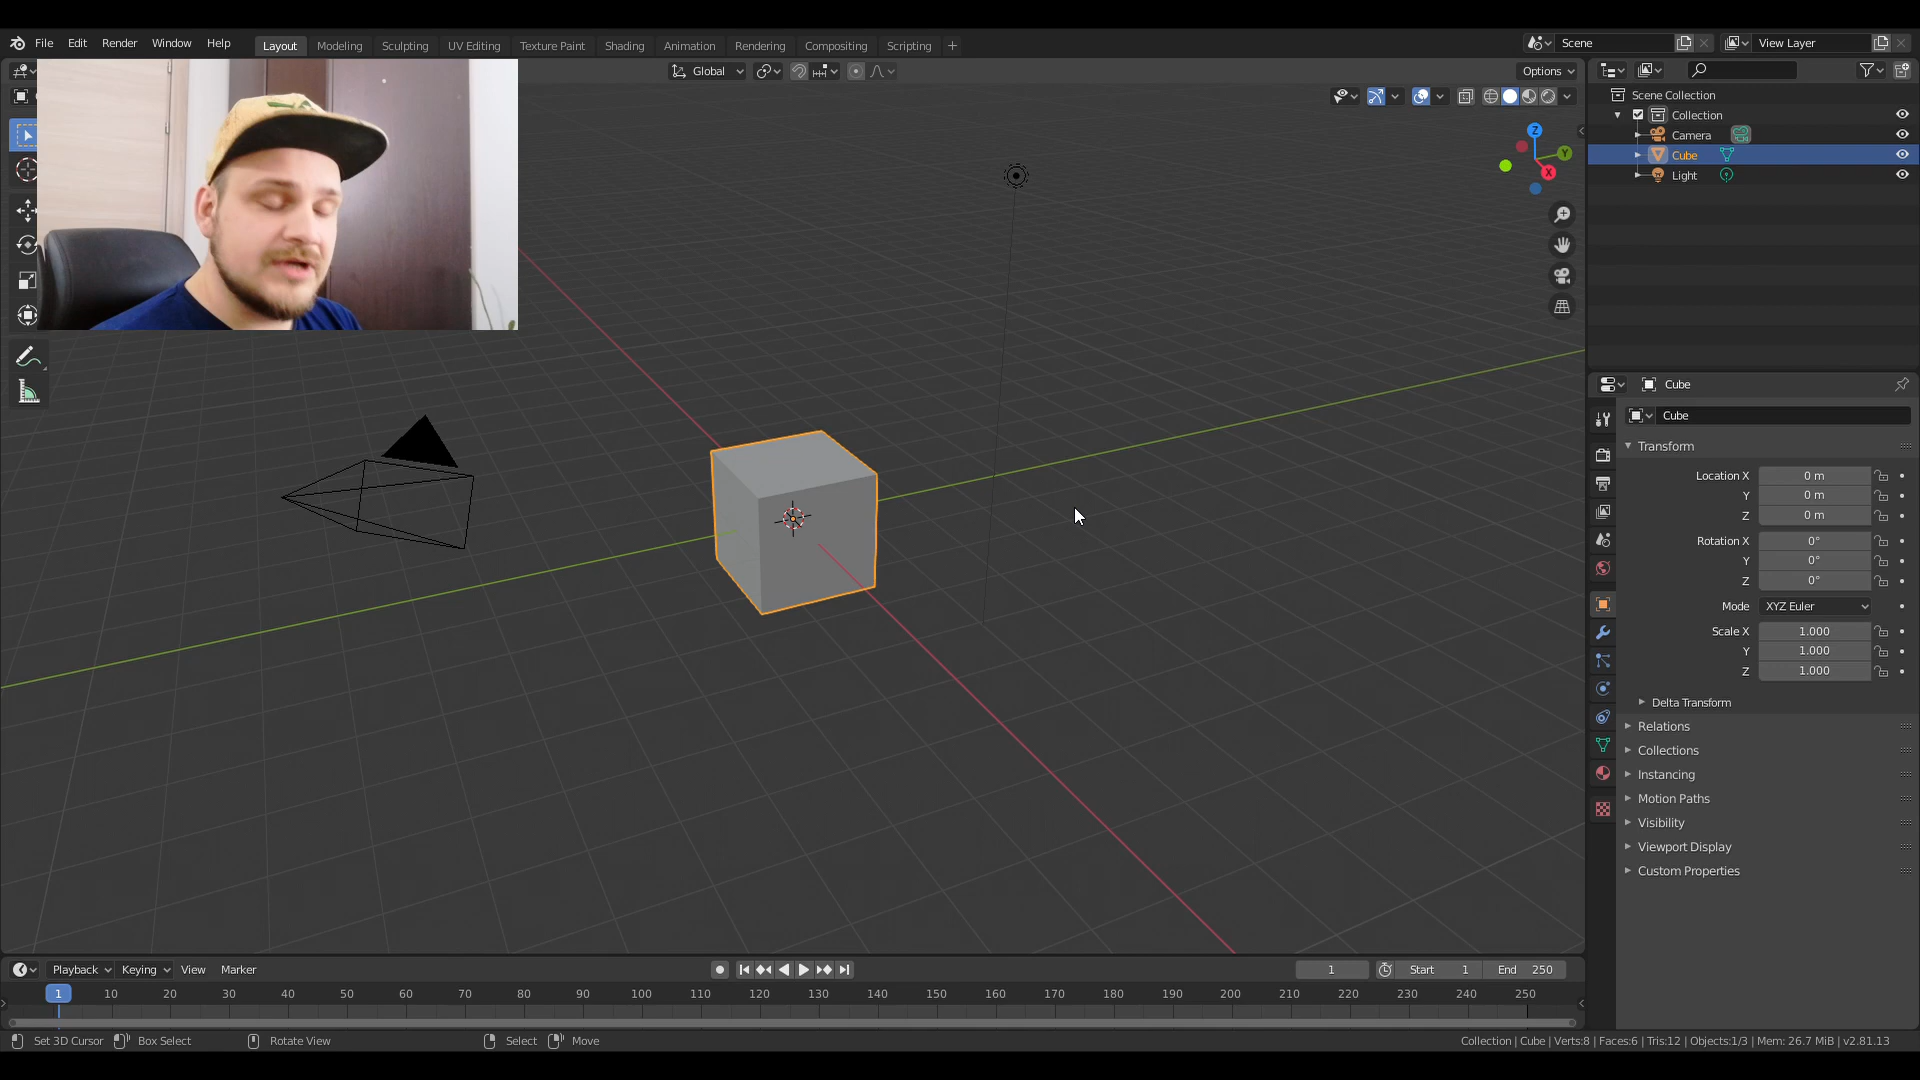 File Edit Render Window Help Layout Modeling Sculpting UV Editing Texture Paint Shading Animation Rendering Compositing Scripting + Scene View Layer
Global Options
Z
Y
X
Scene Collection
Collection
Camera
Cube
Light
Cube
Cube
Transform
Location X 0 m
Y 0 m
Z 0 m
Rotation X 0°
Y 0°
Z 0°
Mode XYZ Euler
Scale X 1.000
Y 1.000
Z 1.000
Delta Transform
Relations
Collections
Instancing
Motion Paths
Visibility
Viewport Display
Custom Properties
Playback Keying View Marker 1 Start 1 End 250
1 10 20 30 40 50 60 70 80 90 100 110 120 130 140 150 160 170 180 190 200 210 220 230 240 250
Set 3D Cursor Box Select Rotate View Select Move Collection | Cube | Verts:8 | Faces:6 | Tris:12 | Objects:1/3 | Mem: 26.7 MiB | v2.81.13